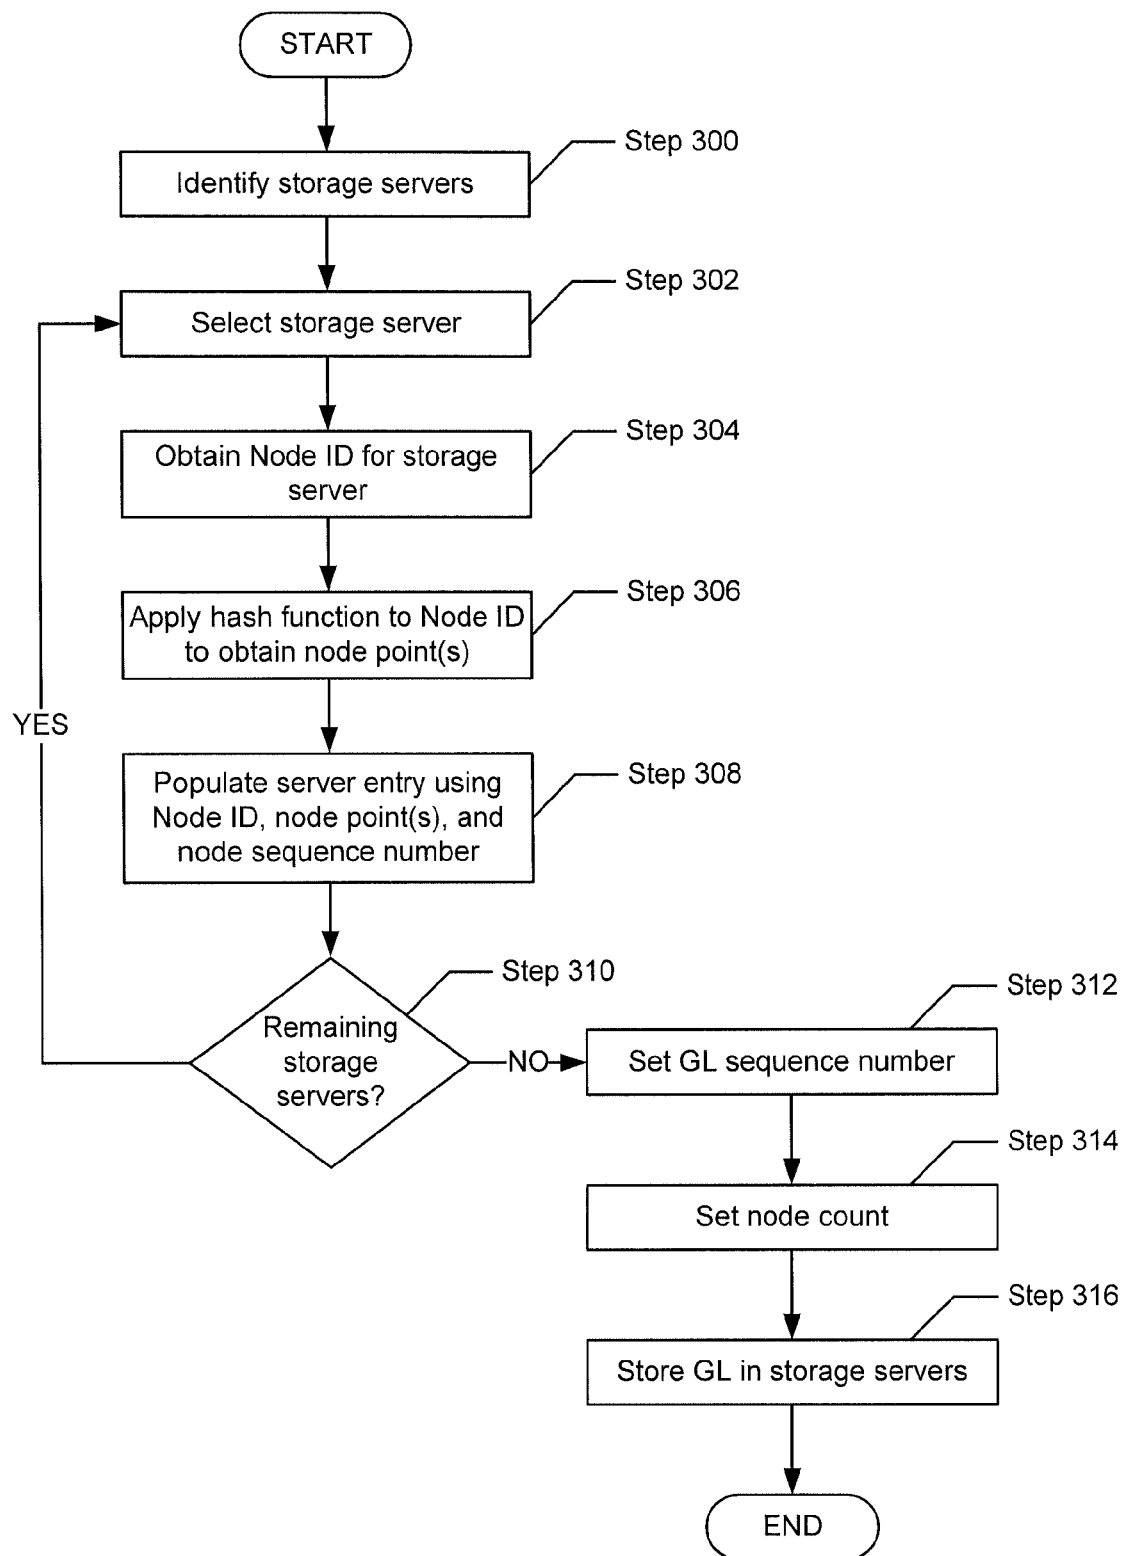 START
Step 300
Identify storage servers
Step 302
Select storage server
Step 304
Obtain Node ID for storage
server
Step 306
Apply hash function to Node ID
to obtain node point(s)
YES
Step 308
Populate server entry using
Node ID, node point(s), and
node sequence number
Step 310
Remaining
storage
servers?
NO
Step 312
Set GL sequence number
Step 314
Set node count
Step 316
Store GL in storage servers
END